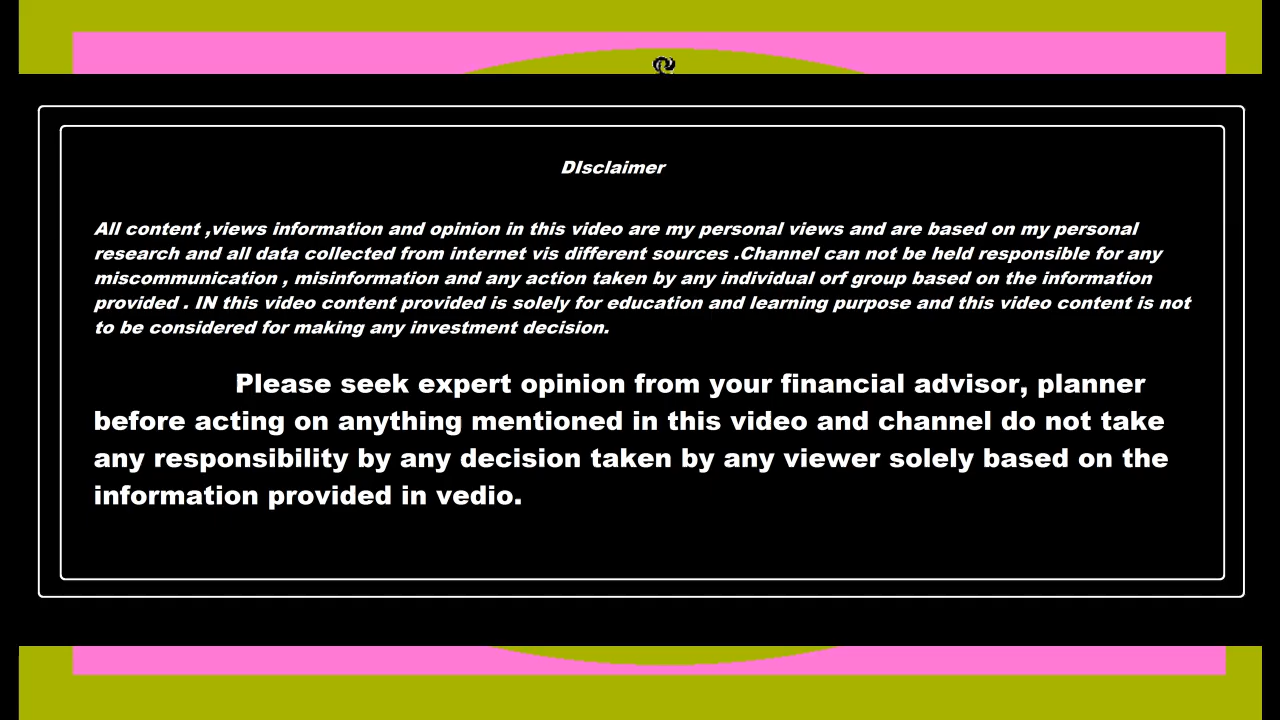 DIsclaimer
All content ,views information and opinion in this video are my personal views and are based on my personal
research and all data collected from internet vis different sources .Channel can not be held responsible for any
miscommunication , misinformation and any action taken by any individual orf group based on the information
provided . IN this video content provided is solely for education and learning purpose and this video content is not
to be considered for making any investment decision.
Please seek expert opinion from your financial advisor, planner
before acting on anything mentioned in this video and channel do not take
any responsibility by any decision taken by any viewer solely based on the
information provided in vedio.